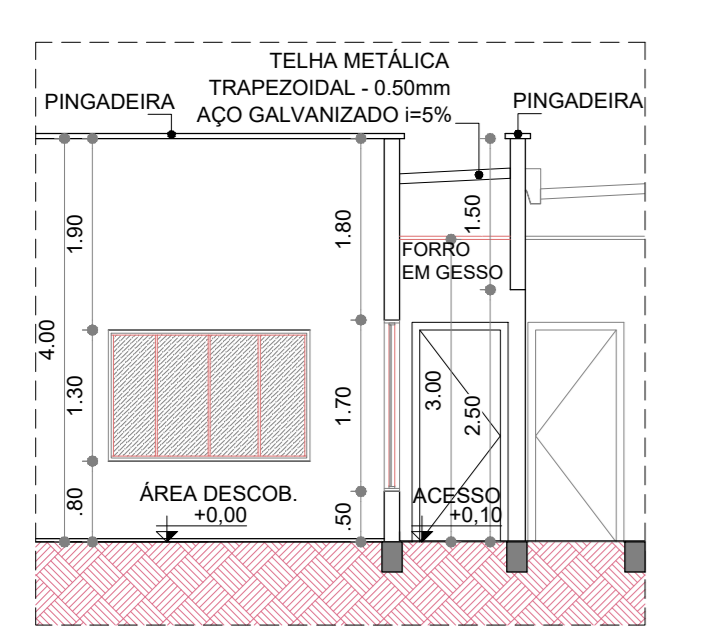 TELHA METÁLICA
TRAPEZOIDAL - 0.50mm
AÇO GALVANIZADO i=5%
PINGADEIRA
PINGADEIRA
1.90
1.80
1.50
FORRO
EM GESSO
4.00
1.30
1.70
3.00
2.50
.80
.50
ÁREA DESCOB.
+0,00
ACESSO
+0,10